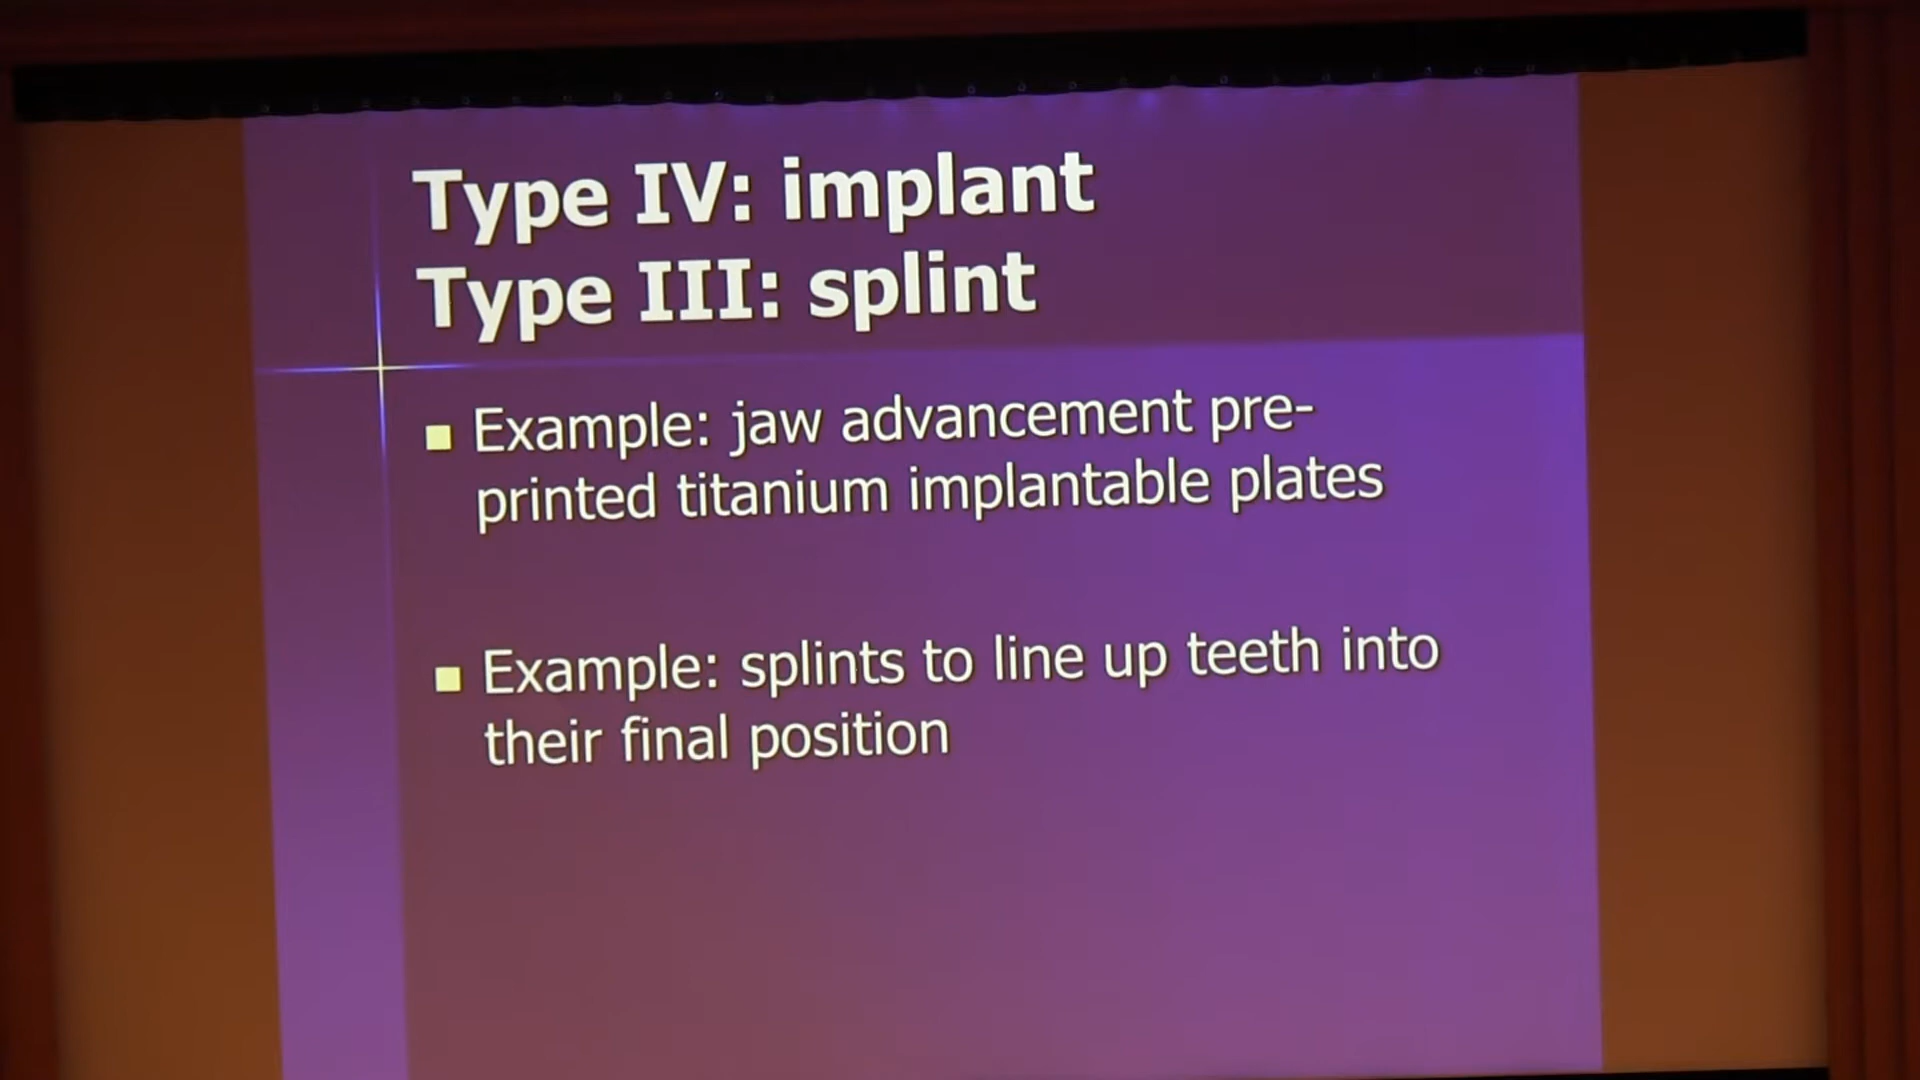 Type IV: implant
Type III: splint
Example: jaw advancement pre-
printed titanium implantable plates
Example: splints to line up teeth into
their final position